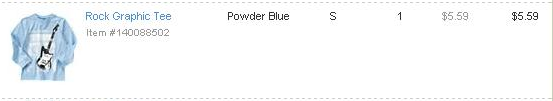 Rock Graphic Tee Powder Blue S 1 $5.59 $5.59
Item #140088502